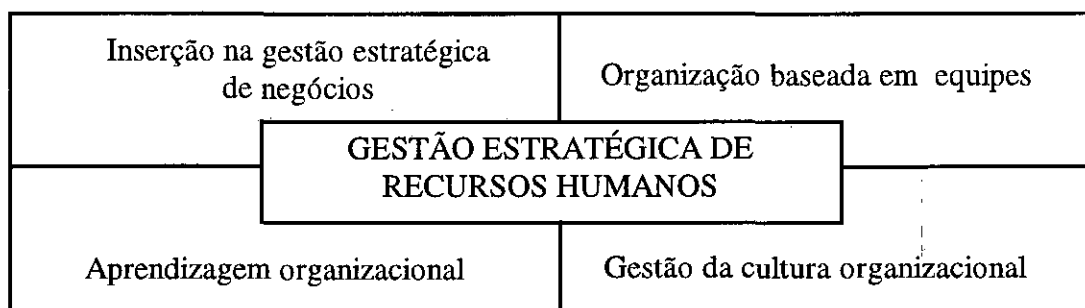 Inserção na gestão estratégica
de negócios
Organização baseada em equipes
GESTÃO ESTRATÉGICA DE
RECURSOS HUMANOS
Aprendizagem organizacional
Gestão da cultura organizacional